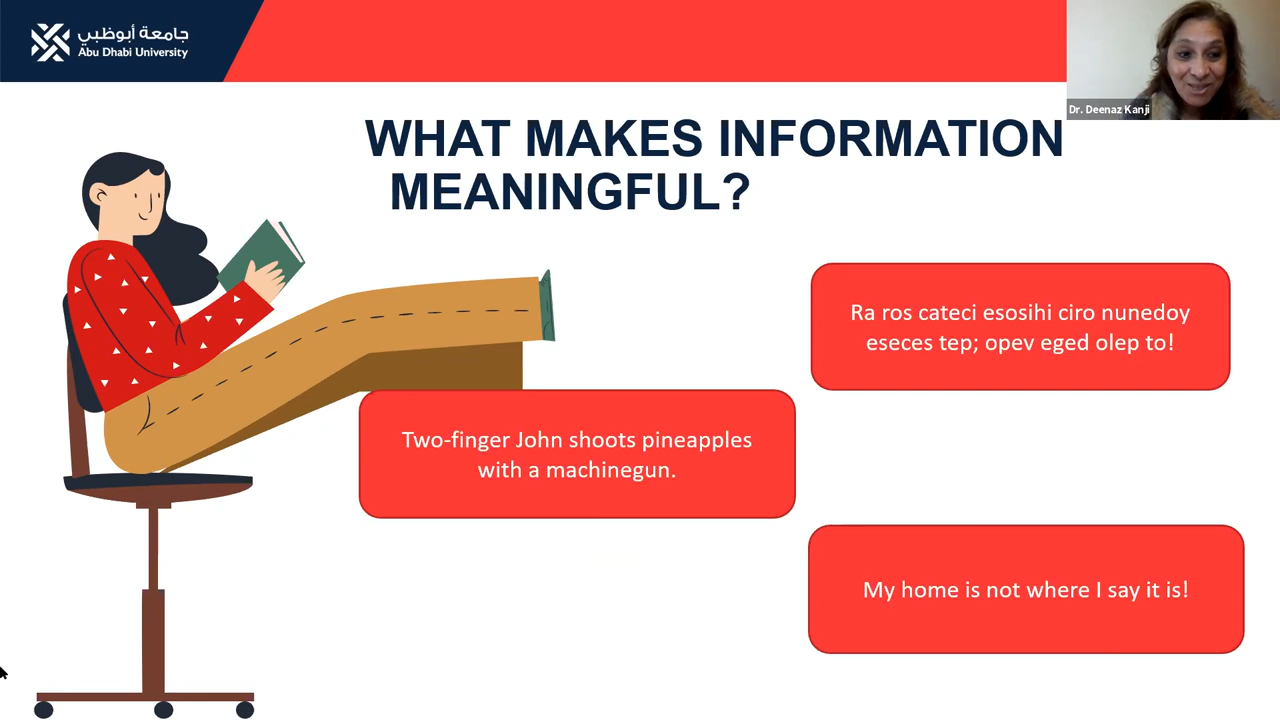 جامعة أبوظبي
Abu Dhabi University
Dr. Deenaz Kanji
WHAT MAKES INFORMATION
MEANINGFUL?
Ra ros cateci esosihi ciro nunedoy
eseces tep; opev eged olep to!
Two-finger John shoots pineapples
with a machinegun.
My home is not where I say it is!